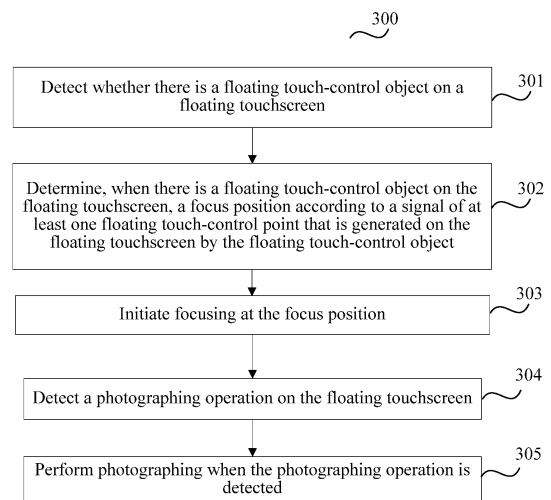 300
Detect whether there is a floating touch-control object on a
floating touchscreen
301
Determine, when there is a floating touch-control object on the
floating touchscreen, a focus position according to a signal of at
least one floating touch-control point that is generated on the
floating touchscreen by the floating touch-control object
302
Initiate focusing at the focus position
303
Detect a photographing operation on the floating touchscreen
304
Perform photographing when the photographing operation is
detected
305